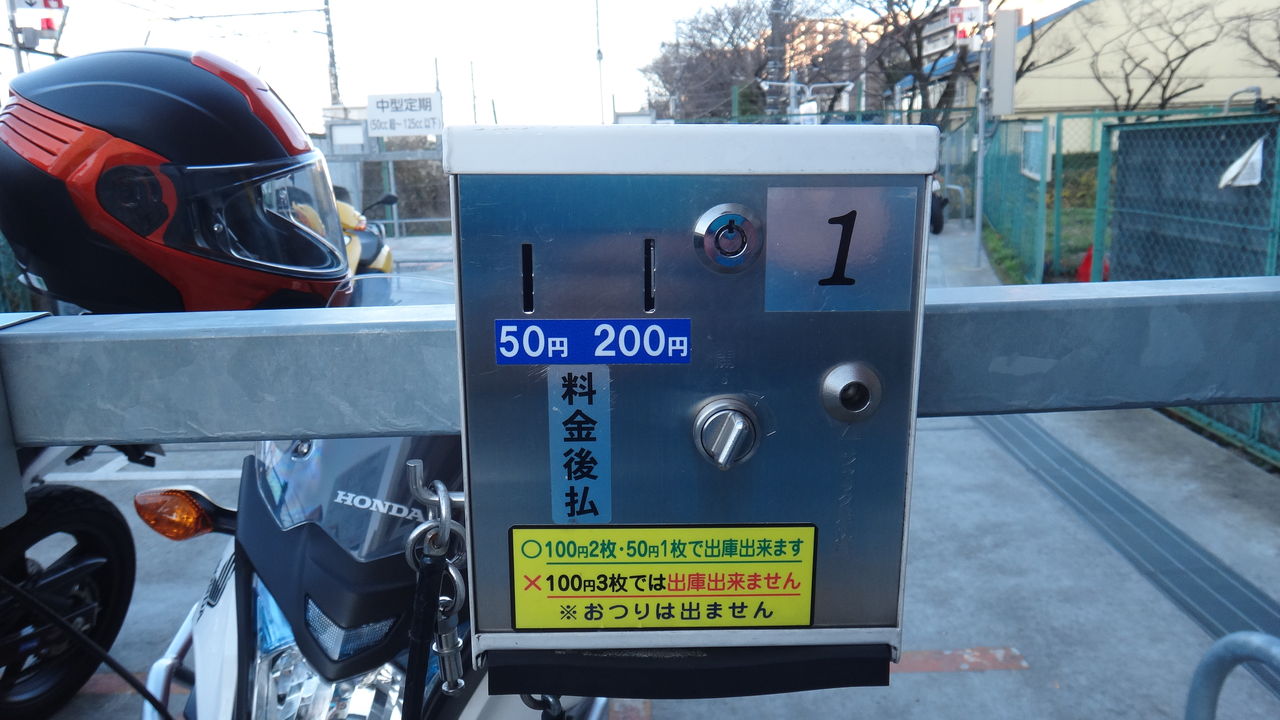 中型定期
(50cc超～125cc以下)
1
50円 200円
料金後払
HONDA
○100円2枚・50円1枚で出庫出来ます
×100円3枚では出庫出来ません
※おつりは出ません